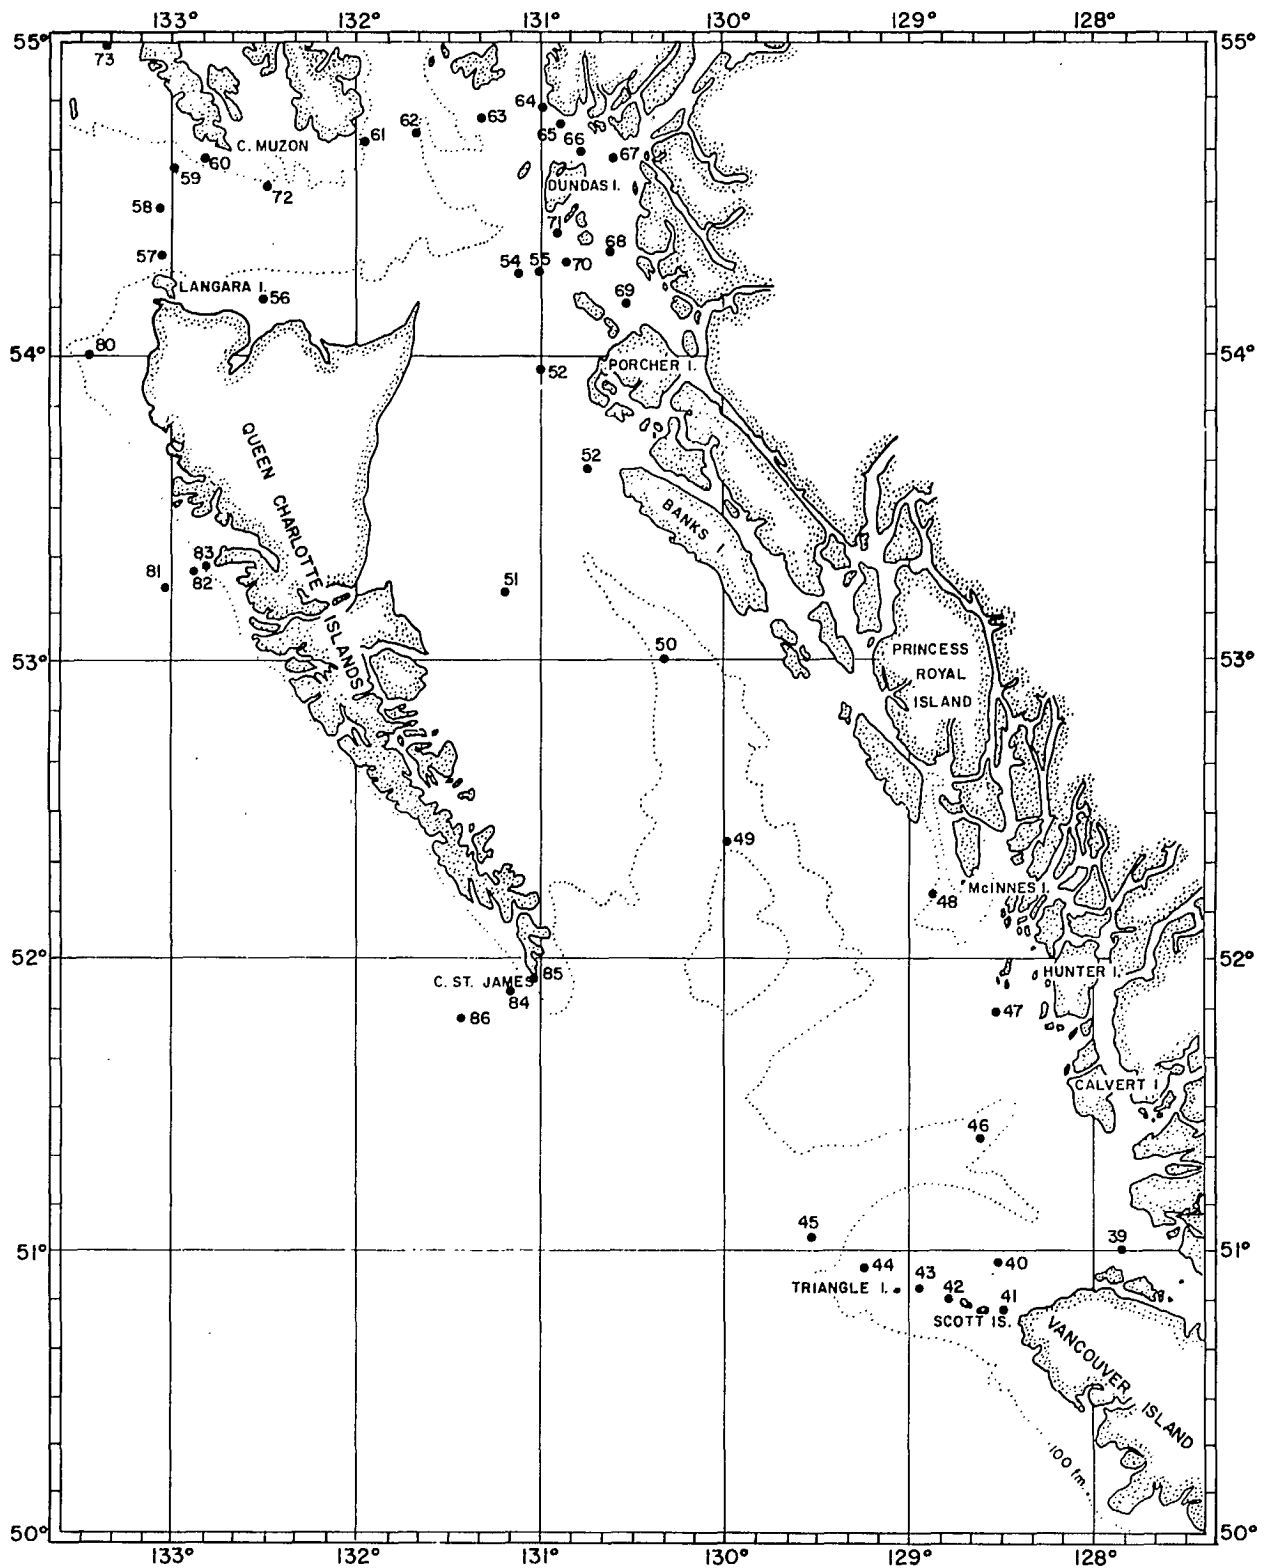 133° 132° 131° 130° 129° 128°
55° 55°
73
64
63
62
61
65
66
67
C. MUZON
60
59
72
DUNDAS I.
58
71
68
57
54 55 70
LANGARA I.
56
69
80
54° 54°
52
PORCHER I.
QUEEN CHARLOTTE ISLANDS
52
BANKS I.
83
81 82
51
50
53° 53°
PRINCESS
ROYAL
ISLAND
49
48
McINNES I.
52° 52°
C. ST. JAMES 85
84
86
HUNTER I.
47
CALVERT I.
46
45
39
51° 51°
44 43 42 40
41
TRIANGLE I.
SCOTT IS.
VANCOUVER ISLAND
100 fm.
50° 50°
133° 132° 131° 130° 129° 128°